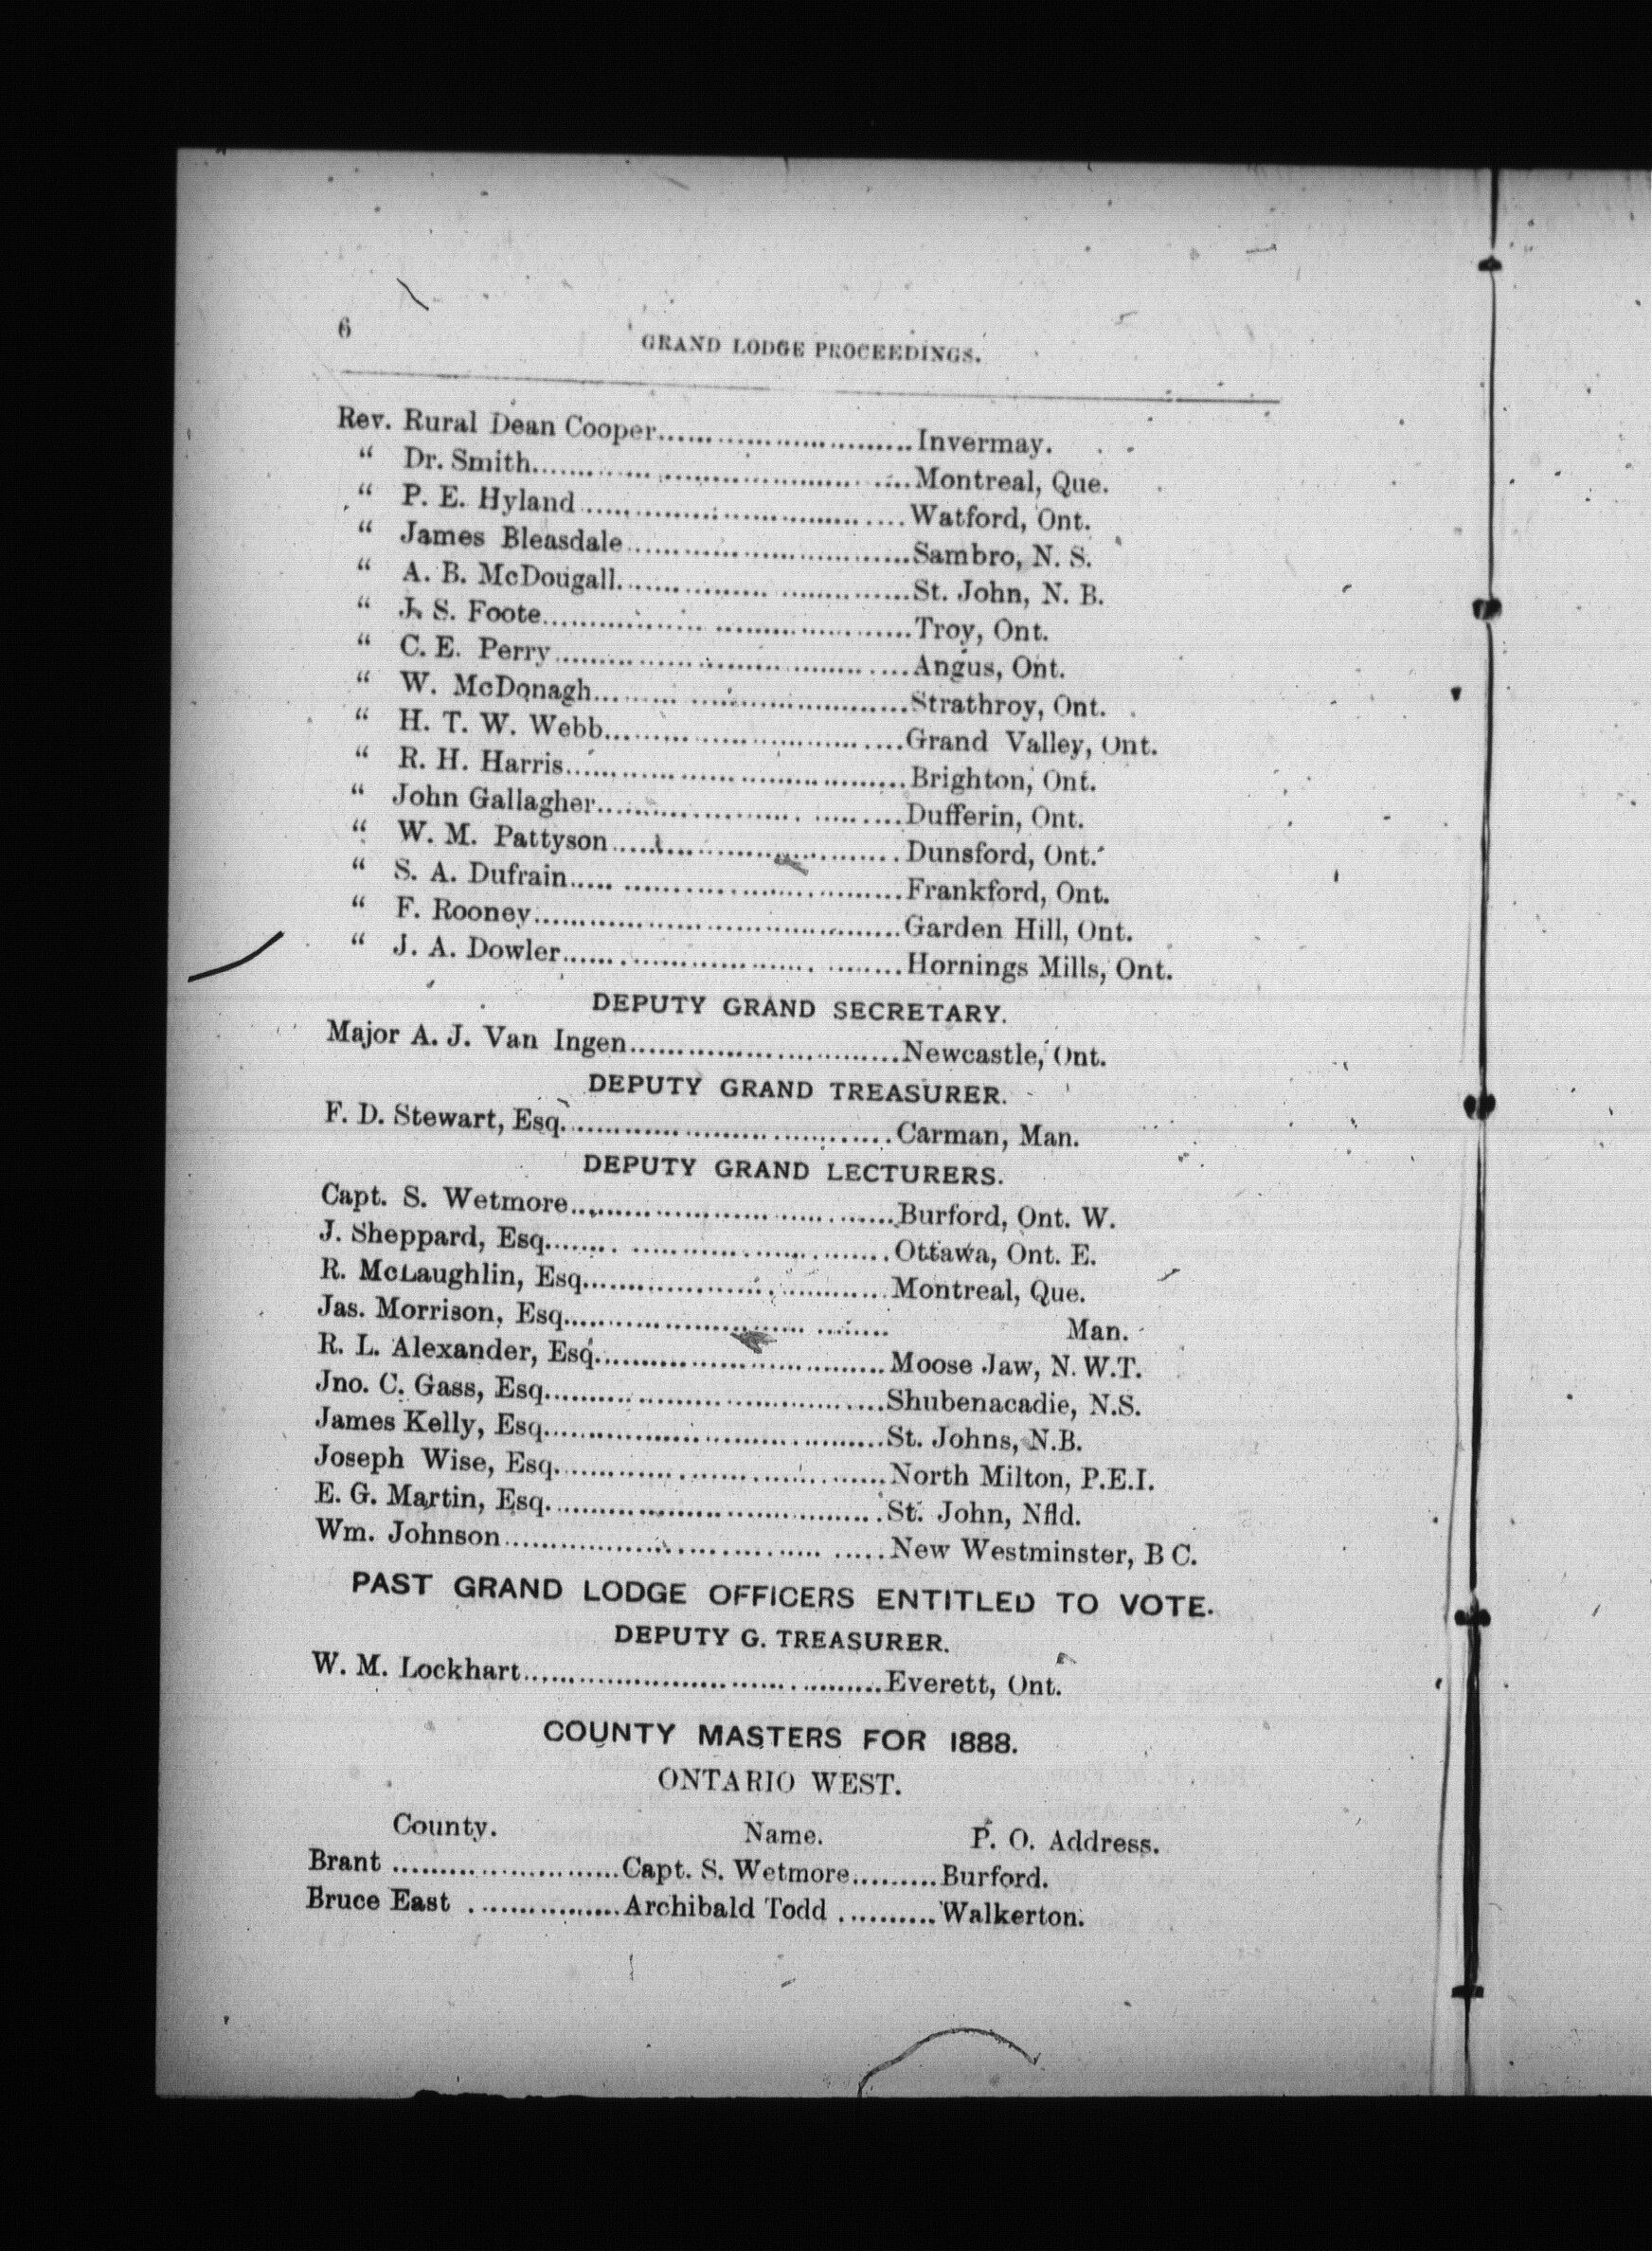 6
GRAND LODGE PROCEEDINGS.
Rev. Rural Dean Cooper..............................Invermay.
“ Dr. Smith..............................Montreal, Que.
“ P. E. Hyland..............................Watford, Ont.
“ James Bleasdale..............................Sambro, N. S.
“ A. B. McDougall..............................St. John, N. B.
“ J. S. Foote..............................Troy, Ont.
“ C. E. Perry..............................Angus, Ont.
“ W. McDonagh..............................Strathroy, Ont.
“ H. T. W. Webb..............................Grand Valley, Ont.
“ R. H. Harris..............................Brighton, Ont.
“ John Gallagher..............................Dufferin, Ont.
“ W. M. Pattyson..............................Dunsford, Ont.
“ S. A. Dufrain..............................Frankford, Ont.
“ F. Rooney..............................Garden Hill, Ont.
“ J. A. Dowler..............................Hornings Mills, Ont.
DEPUTY GRAND SECRETARY.
Major A. J. Van Ingen..............................Newcastle, Ont.
DEPUTY GRAND TREASURER.
F. D. Stewart, Esq...............................Carman, Man.
DEPUTY GRAND LECTURERS.
Capt. S. Wetmore..............................Burford, Ont. W.
J. Sheppard, Esq...............................Ottawa, Ont. E.
R. McLaughlin, Esq...............................Montreal, Que.
Jas. Morrison, Esq.............................. Man.
R. L. Alexander, Esq...............................Moose Jaw, N. W.T.
Jno. C. Gass, Esq...............................Shubenacadie, N.S.
James Kelly, Esq...............................St. Johns, N.B.
Joseph Wise, Esq...............................North Milton, P.E.I.
E. G. Martin, Esq...............................St. John, Nfld.
Wm. Johnson..............................New Westminster, B C.
PAST GRAND LODGE OFFICERS ENTITLED TO VOTE.
DEPUTY G. TREASURER.
W. M. Lockhart..............................Everett, Ont.
COUNTY MASTERS FOR 1888.
ONTARIO WEST.
County. Name. P. O. Address.
Brant ........................Capt. S. Wetmore.........Burford.
Bruce East .................Archibald Todd ..........Walkerton.